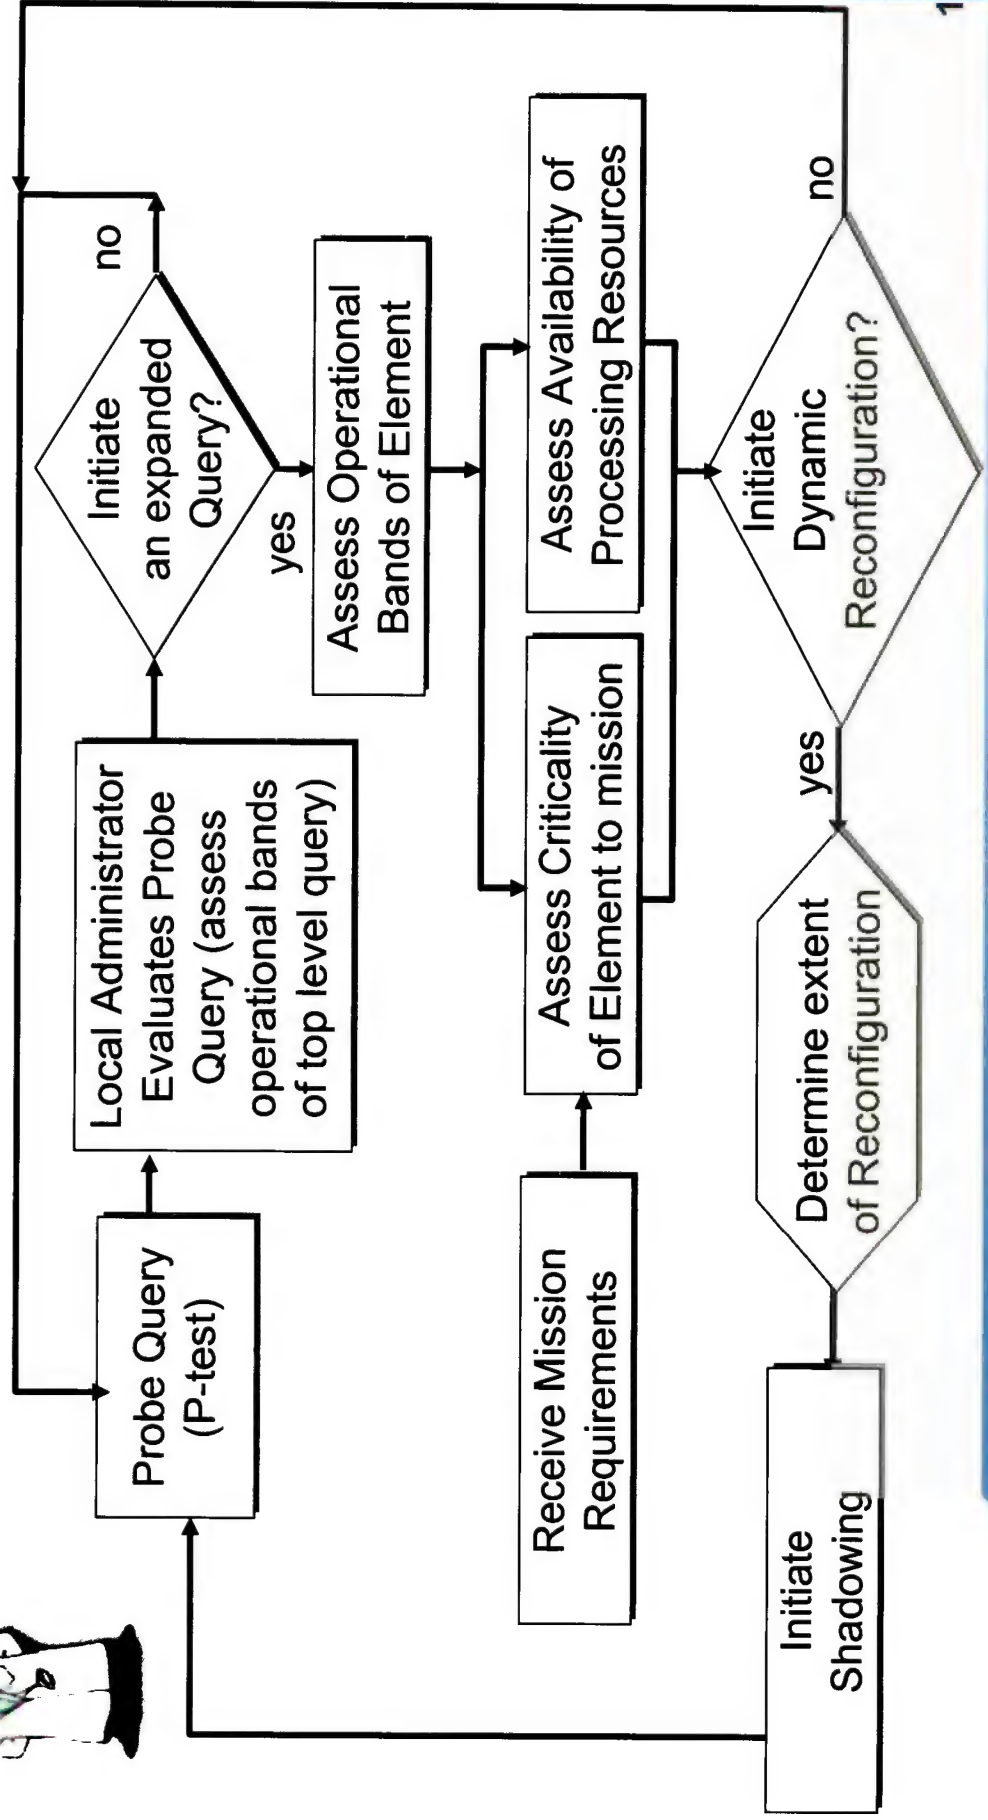 Probe Query
(P-test)
Local Administrator
Evaluates Probe
Query (assess
operational bands
of top level query)
Initiate
an expanded
Query?
no
yes
Assess Operational
Bands of Element
Receive Mission
Requirements
Assess Criticality
of Element to mission
Assess Availability of
Processing Resources
Initiate
Dynamic
Reconfiguration?
no
yes
Determine extent
of Reconfiguration
Initiate
Shadowing